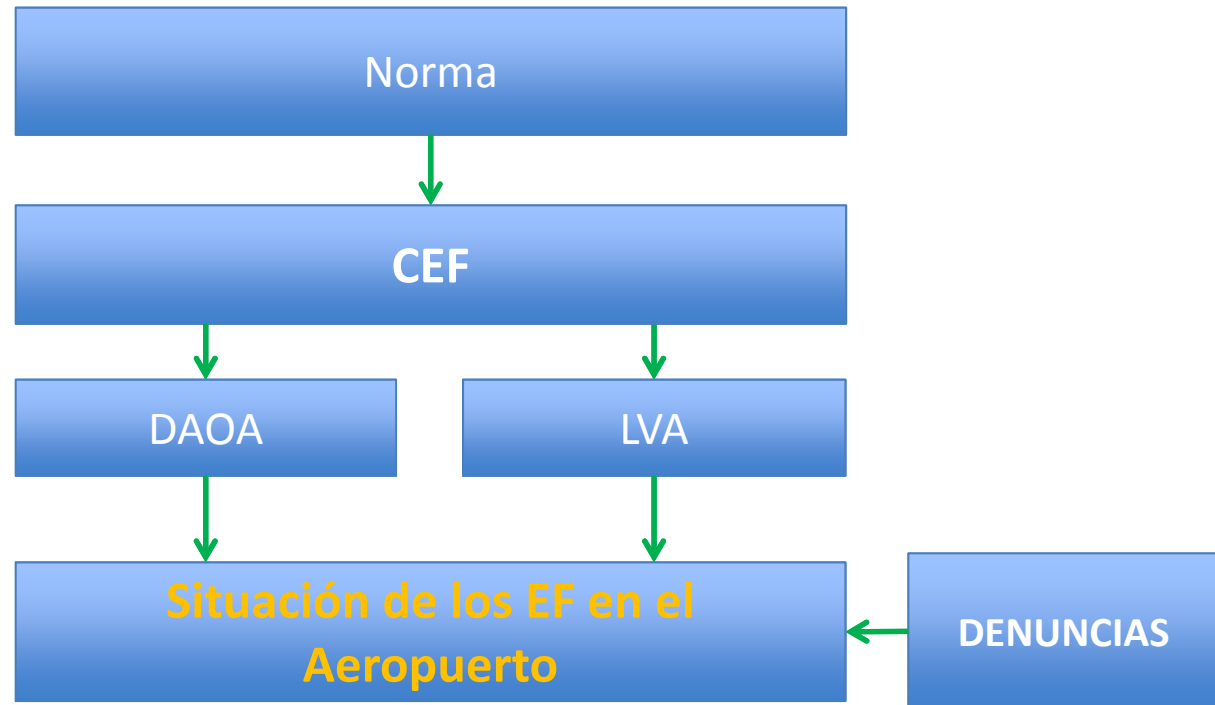 Norma
CEF
DAOA
LVA
Situación de los EF en el
Aeropuerto
DENUNCIAS